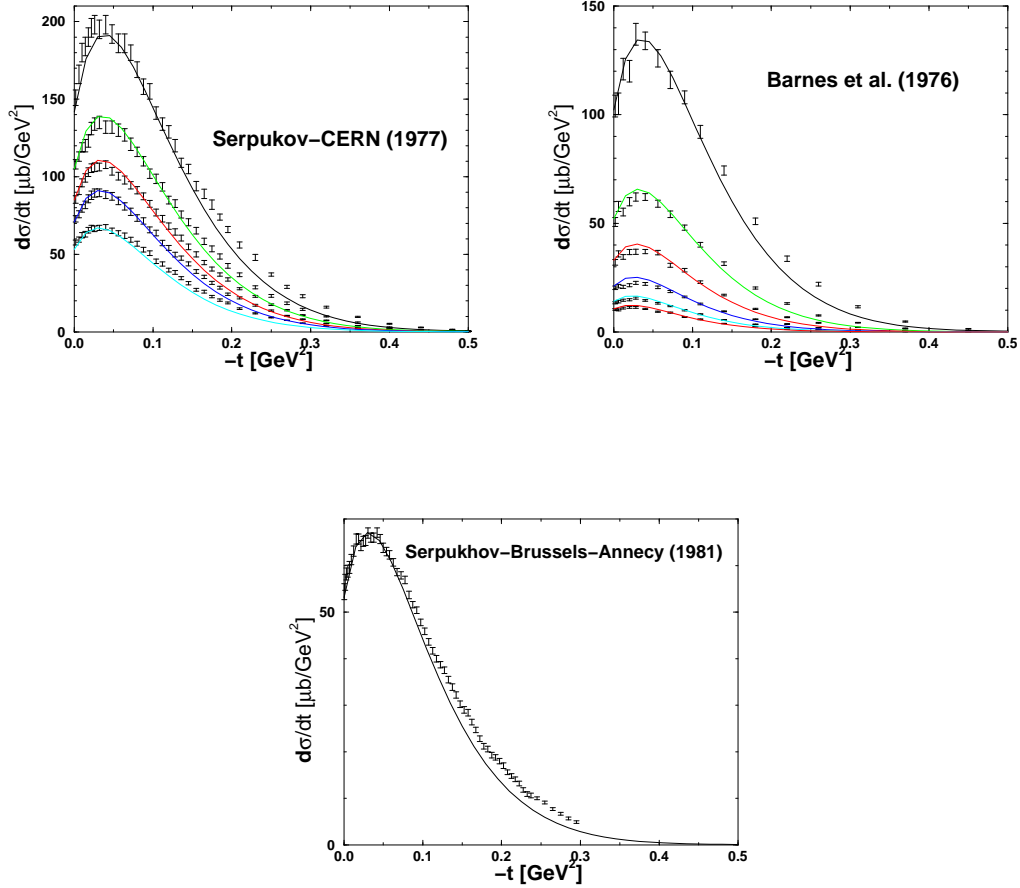 200
150
100
50
0
dσ/dt [μb/GeV²]
Serpukov−CERN (1977)
0.0 0.1 0.2 0.3 0.4 0.5
−t [GeV²]
150
100
50
0
dσ/dt [μb/GeV²]
Barnes et al. (1976)
0.0 0.1 0.2 0.3 0.4 0.5
−t [GeV²]
50
0
dσ/dt [μb/GeV²]
Serpukhov−Brussels−Annecy (1981)
0.0 0.1 0.2 0.3 0.4 0.5
−t [GeV²]